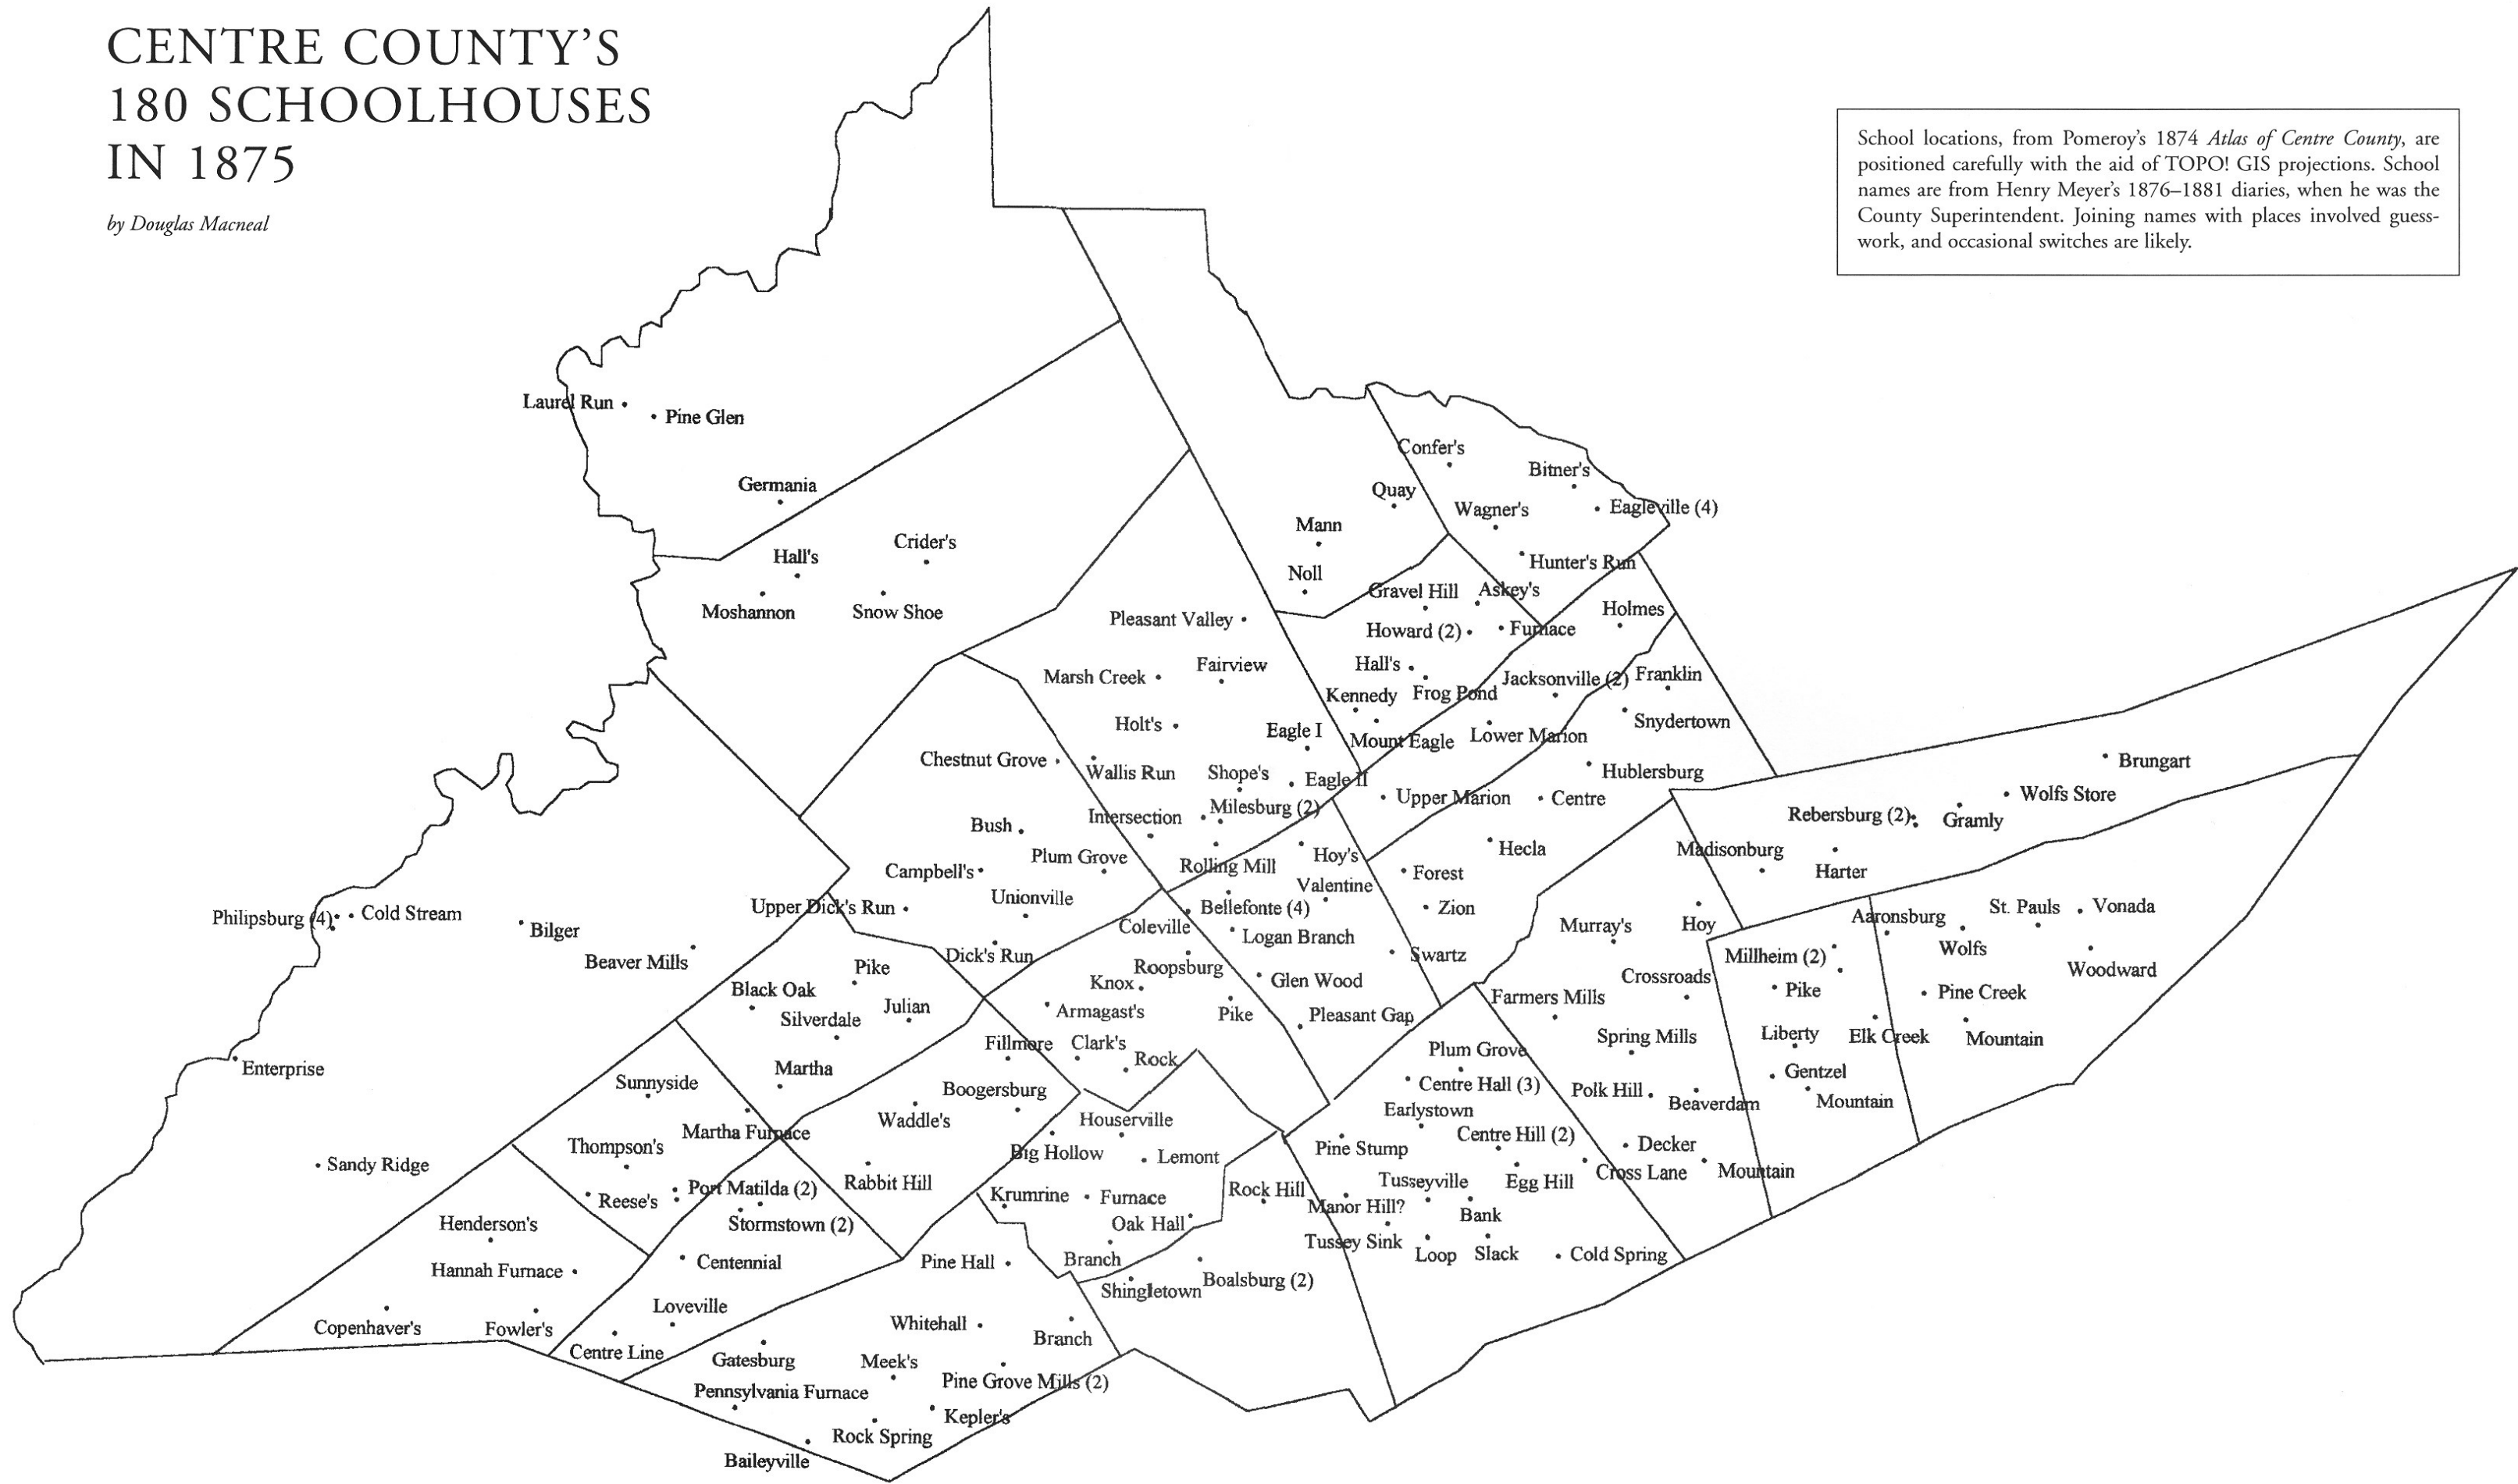 CENTRE COUNTY’S
180 SCHOOLHOUSES
IN 1875
by Douglas Macneal
School locations, from Pomeroy’s 1874 Atlas of Centre County, are
positioned carefully with the aid of TOPO! GIS projections. School
names are from Henry Meyer’s 1876–1881 diaries, when he was the
County Superintendent. Joining names with places involved guess-
work, and occasional switches are likely.
Laurel Run
Pine Glen
Germania
Hall's
Crider's
Moshannon
Snow Shoe
Confer's
Bitner's
Quay
Wagner's
Eagleville (4)
Mann
Hunter's Run
Noll
Gravel Hill
Askey's
Holmes
Pleasant Valley
Howard (2)
Furnace
Marsh Creek
Fairview
Hall's
Jacksonville (2)
Franklin
Kennedy
Frog Pond
Holt's
Eagle I
Mount Eagle
Lower Marion
Snydertown
Chestnut Grove
Wallis Run
Shope's
Eagle II
Hublersburg
Brungart
Upper Marion
Centre
Wolfs Store
Intersection
Milesburg (2)
Rebersburg (2)
Gramly
Bush
Plum Grove
Rolling Mill
Hoy's
Hecla
Madisonburg
Harter
Campbell's
Valentine
Forest
Upper Dick's Run
Unionville
Bellefonte (4)
Zion
Coleville
Philipsburg (4)
Cold Stream
Bilger
Beaver Mills
Dick's Run
Logan Branch
Swartz
Murray's
Hoy
Aaronsburg
St. Pauls
Vonada
Wolfs
Millheim (2)
Woodward
Pike
Roopsburg
Knox
Glen Wood
Crossroads
Black Oak
Julian
Silverdale
Armagast's
Pike
Pleasant Gap
Farmers Mills
Pike
Pine Creek
Fillmore
Clark's
Rock
Plum Grove
Spring Mills
Liberty
Elk Creek
Mountain
Enterprise
Sunnyside
Martha
Boogersburg
Centre Hall (3)
Polk Hill
Beaverdam
Gentzel
Mountain
Waddle's
Houserville
Earlystown
Thompson's
Martha Furnace
Big Hollow
Lemont
Pine Stump
Centre Hill (2)
Decker
Sandy Ridge
Reese's
Port Matilda (2)
Rabbit Hill
Krumrine
Furnace
Rock Hill
Tusseyville
Egg Hill
Cross Lane
Mountain
Henderson's
Stormstown (2)
Oak Hall
Manor Hill?
Bank
Hannah Furnace
Centennial
Pine Hall
Branch
Tussey Sink
Loop
Slack
Cold Spring
Shingletown
Boalsburg (2)
Copenhaver's
Fowler's
Loveville
Whitehall
Branch
Centre Line
Gatesburg
Meek's
Pine Grove Mills (2)
Pennsylvania Furnace
Kepler's
Rock Spring
Baileyville